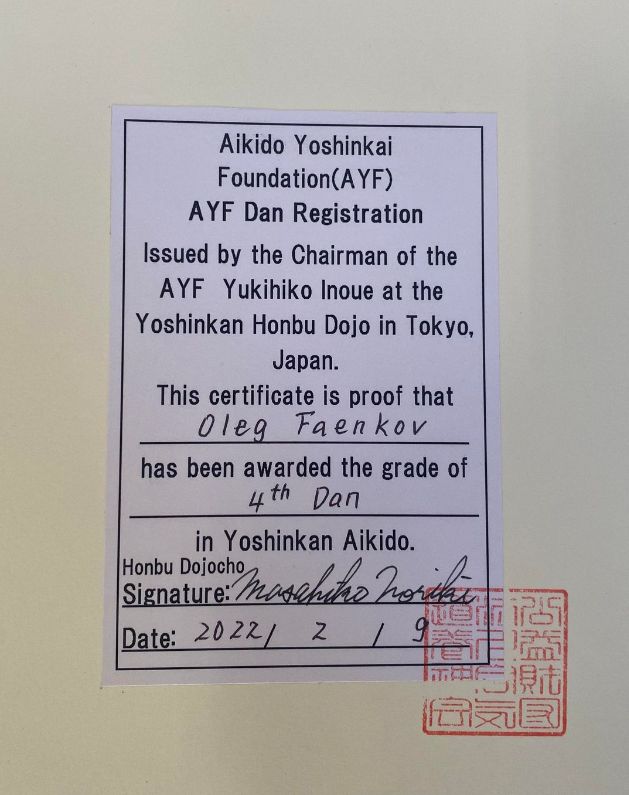 Aikido Yoshinkai
Foundation(AYF)
AYF Dan Registration
Issued by the Chairman of the
AYF Yukihiko Inoue at the
Yoshinkan Honbu Dojo in Tokyo,
Japan.
This certificate is proof that
Oleg Faenkov
has been awarded the grade of
4th Dan
in Yoshinkan Aikido.
Honbu Dojocho
Signature: Masahiko Noriki
Date: 2022/ 2 / 9